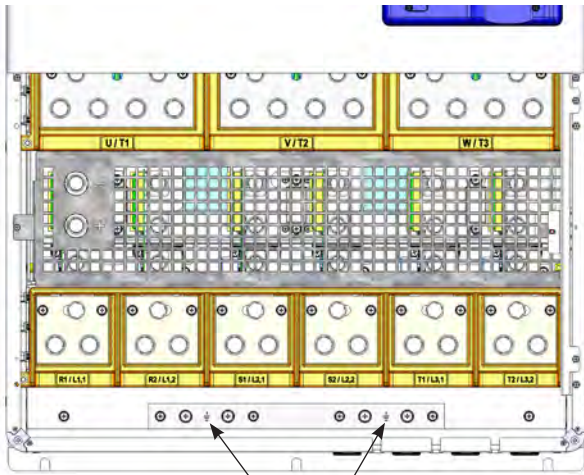 U / T1
V / T2
W / T3
-
+
R1 / L1,1
R2 / L1,2
S1 / L2,1
S2 / L2,2
T1 / L3,1
T2 / L3,2